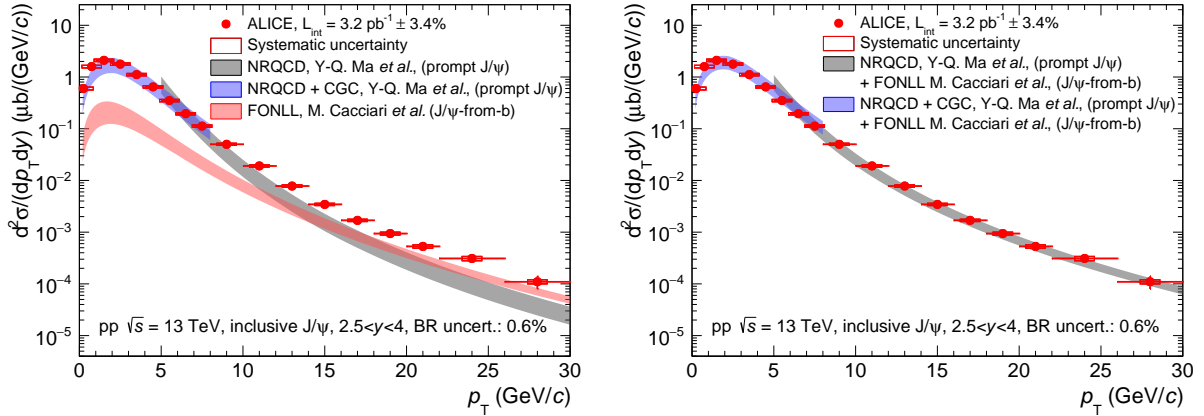 d²σ/(dp_T dy) (μb/(GeV/c))
10
1
10⁻¹
10⁻²
10⁻³
10⁻⁴
10⁻⁵
ALICE, L_int = 3.2 pb⁻¹ ± 3.4%
Systematic uncertainty
NRQCD, Y-Q. Ma et al., (prompt J/ψ)
NRQCD + CGC, Y-Q. Ma et al., (prompt J/ψ)
FONLL, M. Cacciari et al. (J/ψ-from-b)
pp √s = 13 TeV, inclusive J/ψ, 2.5<y<4, BR uncert.: 0.6%
0 5 10 15 20 25 30
p_T (GeV/c)
d²σ/(dp_T dy) (μb/(GeV/c))
10
1
10⁻¹
10⁻²
10⁻³
10⁻⁴
10⁻⁵
ALICE, L_int = 3.2 pb⁻¹ ± 3.4%
Systematic uncertainty
NRQCD, Y-Q. Ma et al., (prompt J/ψ)
+ FONLL M. Cacciari et al., (J/ψ-from-b)
NRQCD + CGC, Y-Q. Ma et al., (prompt J/ψ)
+ FONLL M. Cacciari et al., (J/ψ-from-b)
pp √s = 13 TeV, inclusive J/ψ, 2.5<y<4, BR uncert.: 0.6%
0 5 10 15 20 25 30
p_T (GeV/c)